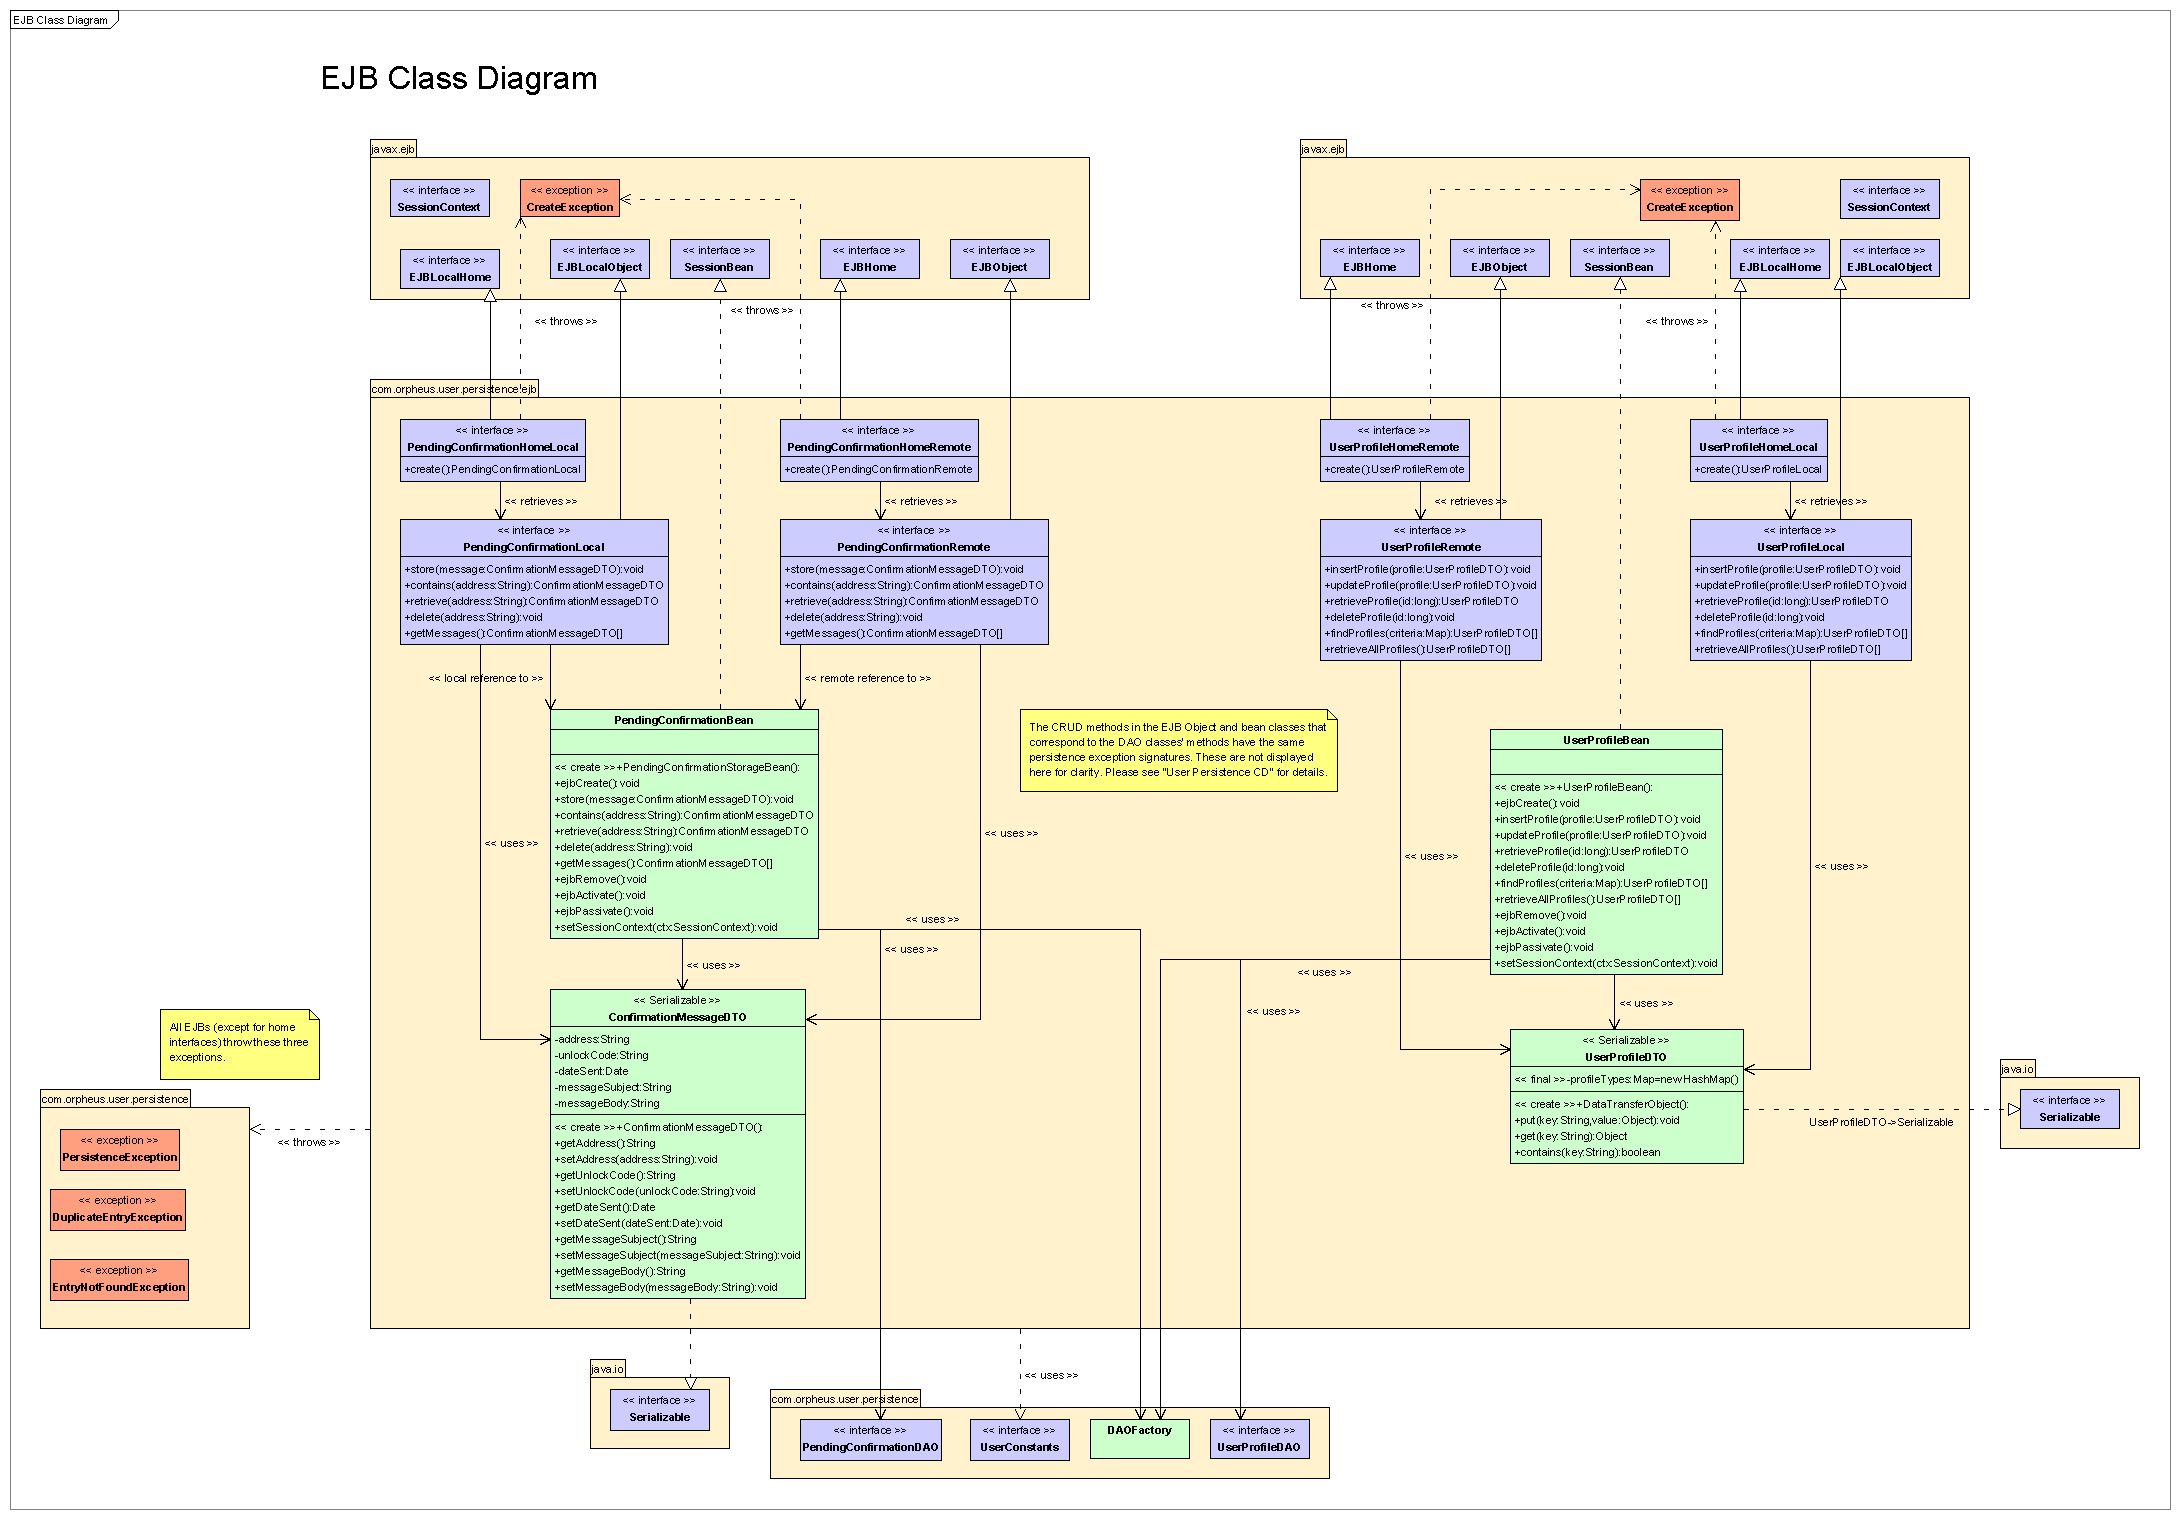 EJB Class Diagram
EJB Class Diagram
javax.ejb
<< interface >>
SessionContext
<< exception >>
CreateException
<< interface >>
EJBLocalHome
<< interface >>
EJBLocalObject
<< interface >>
SessionBean
<< interface >>
EJBHome
<< interface >>
EJBObject
<< throws >>
<< throws >>
javax.ejb
<< exception >>
CreateException
<< interface >>
SessionContext
<< interface >>
EJBHome
<< interface >>
EJBObject
<< interface >>
SessionBean
<< interface >>
EJBLocalHome
<< interface >>
EJBLocalObject
<< throws >>
<< throws >>
com.orpheus.user.persistence.ejb
<< interface >>
PendingConfirmationHomeLocal
+create():PendingConfirmationLocal
<< retrieves >>
<< interface >>
PendingConfirmationHomeRemote
+create():PendingConfirmationRemote
<< retrieves >>
<< interface >>
UserProfileHomeRemote
+create():UserProfileRemote
<< retrieves >>
<< interface >>
UserProfileHomeLocal
+create():UserProfileLocal
<< retrieves >>
<< interface >>
PendingConfirmationLocal
+store(message:ConfirmationMessageDTO):void
+contains(address:String):ConfirmationMessageDTO
+retrieve(address:String):ConfirmationMessageDTO
+delete(address:String):void
+getMessages():ConfirmationMessageDTO[]
<< interface >>
PendingConfirmationRemote
+store(message:ConfirmationMessageDTO):void
+contains(address:String):ConfirmationMessageDTO
+retrieve(address:String):ConfirmationMessageDTO
+delete(address:String):void
+getMessages():ConfirmationMessageDTO[]
<< interface >>
UserProfileRemote
+insertProfile(profile:UserProfileDTO):void
+updateProfile(profile:UserProfileDTO):void
+retrieveProfile(id:long):UserProfileDTO
+deleteProfile(id:long):void
+findProfiles(criteria:Map):UserProfileDTO[]
+retrieveAllProfiles():UserProfileDTO[]
<< interface >>
UserProfileLocal
+insertProfile(profile:UserProfileDTO):void
+updateProfile(profile:UserProfileDTO):void
+retrieveProfile(id:long):UserProfileDTO
+deleteProfile(id:long):void
+findProfiles(criteria:Map):UserProfileDTO[]
+retrieveAllProfiles():UserProfileDTO[]
<< local reference to >>
<< remote reference to >>
PendingConfirmationBean
<< create >>+PendingConfirmationStorageBean():
+ejbCreate():void
+store(message:ConfirmationMessageDTO):void
+contains(address:String):ConfirmationMessageDTO
+retrieve(address:String):ConfirmationMessageDTO
+delete(address:String):void
+getMessages():ConfirmationMessageDTO[]
+ejbRemove():void
+ejbActivate():void
+ejbPassivate():void
+setSessionContext(ctx:SessionContext):void
The CRUD methods in the EJB Object and bean classes that
correspond to the DAO classes' methods have the same
persistence exception signatures. These are not displayed
here for clarity. Please see "User Persistence CD" for details.
UserProfileBean
<< create >>+UserProfileBean():
+ejbCreate():void
+insertProfile(profile:UserProfileDTO):void
+updateProfile(profile:UserProfileDTO):void
+retrieveProfile(id:long):UserProfileDTO
+deleteProfile(id:long):void
+findProfiles(criteria:Map):UserProfileDTO[]
+retrieveAllProfiles():UserProfileDTO[]
+ejbRemove():void
+ejbActivate():void
+ejbPassivate():void
+setSessionContext(ctx:SessionContext):void
<< uses >>
<< uses >>
<< uses >>
<< uses >>
<< uses >>
<< uses >>
<< uses >>
<< uses >>
<< uses >>
<< uses >>
<< Serializable >>
ConfirmationMessageDTO
-address:String
-unlockCode:String
-dateSent:Date
-messageSubject:String
-messageBody:String
<< create >>+ConfirmationMessageDTO():
+getAddress():String
+setAddress(address:String):void
+getUnlockCode():String
+setUnlockCode(unlockCode:String):void
+getDateSent():Date
+setDateSent(dateSent:Date):void
+getMessageSubject():String
+setMessageSubject(messageSubject:String):void
+getMessageBody():String
+setMessageBody(messageBody:String):void
<< Serializable >>
UserProfileDTO
<< final >>-profileTypes:Map=new HashMap()
<< create >>+DataTransferObject():
+put(key:String,value:Object):void
+get(key:String):Object
+contains(key:String):boolean
UserProfileDTO->Serializable
java.io
<< interface >>
Serializable
All EJBs (except for home
interfaces) throw these three
exceptions.
com.orpheus.user.persistence
<< exception >>
PersistenceException
<< exception >>
DuplicateEntryException
<< exception >>
EntryNotFoundException
<< throws >>
java.io
<< interface >>
Serializable
<< uses >>
com.orpheus.user.persistence
<< interface >>
PendingConfirmationDAO
<< interface >>
UserConstants
DAOFactory
<< interface >>
UserProfileDAO